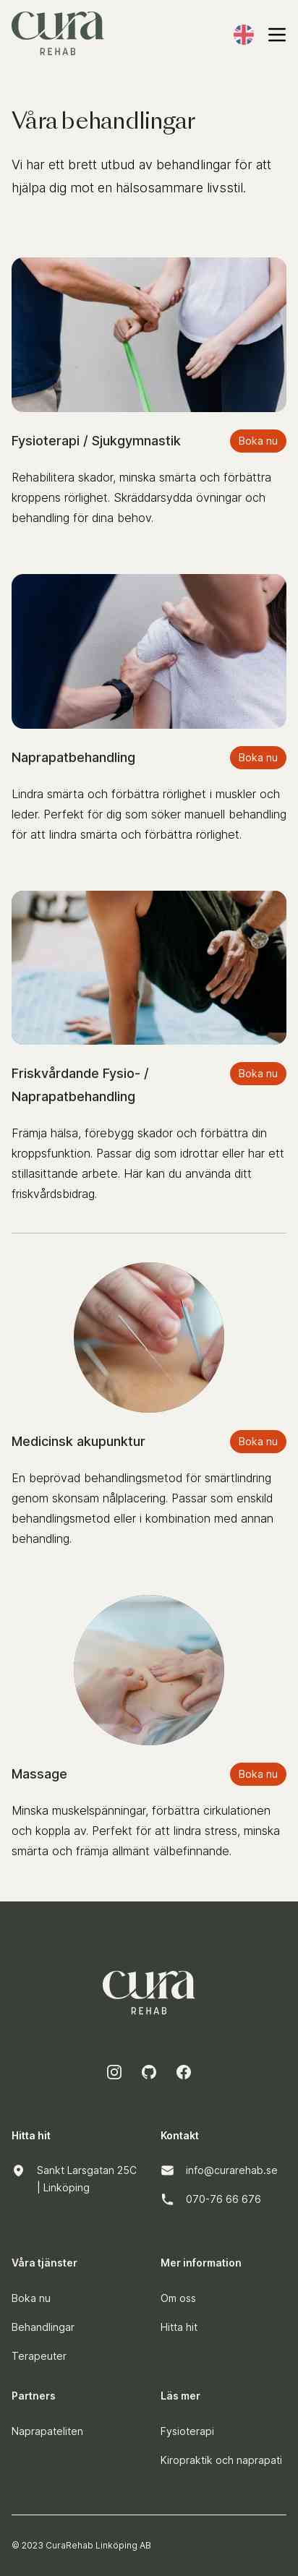 cura
REHAB
Våra behandlingar
Vi har ett brett utbud av behandlingar för att
hjälpa dig mot en hälsosammare livsstil.
Fysioterapi / Sjukgymnastik
Boka nu
Rehabilitera skador, minska smärta och förbättra
kroppens rörlighet. Skräddarsydda övningar och
behandling för dina behov.
Naprapatbehandling
Boka nu
Lindra smärta och förbättra rörlighet i muskler och
leder. Perfekt för dig som söker manuell behandling
för att lindra smärta och förbättra rörlighet.
Friskvårdande Fysio- /
Naprapatbehandling
Boka nu
Främja hälsa, förebygg skador och förbättra din
kroppsfunktion. Passar dig som idrottar eller har ett
stillasittande arbete. Här kan du använda ditt
friskvårdsbidrag.
Medicinsk akupunktur
Boka nu
En beprövad behandlingsmetod för smärtlindring
genom skonsam nålplacering. Passar som enskild
behandlingsmetod eller i kombination med annan
behandling.
Massage
Boka nu
Minska muskelspänningar, förbättra cirkulationen
och koppla av. Perfekt för att lindra stress, minska
smärta och främja allmänt välbefinnande.
cura
REHAB
Hitta hit
Sankt Larsgatan 25C
| Linköping
Kontakt
info@curarehab.se
070-76 66 676
Våra tjänster
Boka nu
Behandlingar
Terapeuter
Mer information
Om oss
Hitta hit
Partners
Naprapateliten
Läs mer
Fysioterapi
Kiropraktik och naprapati
© 2023 CuraRehab Linköping AB